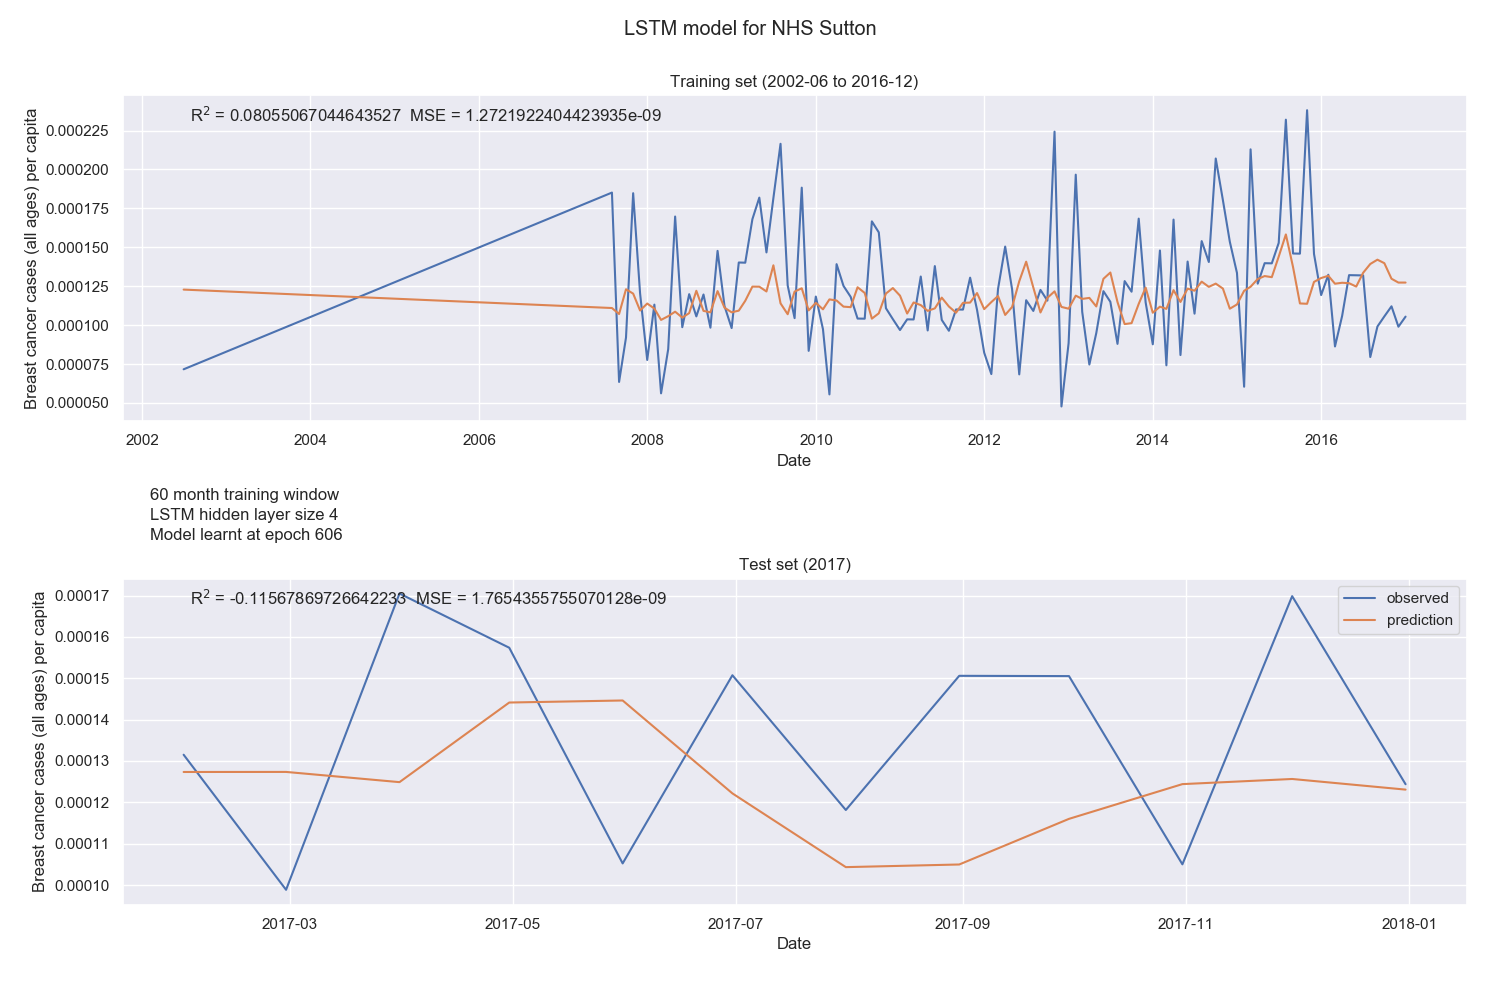 LSTM model for NHS Sutton
Training set (2002-06 to 2016-12)
R² = 0.08055067044643527 MSE = 1.2721922404423935e-09
Breast cancer cases (all ages) per capita
0.000225
0.000200
0.000175
0.000150
0.000125
0.000100
0.000075
0.000050
2002 2004 2006 2008 2010 2012 2014 2016
Date
60 month training window
LSTM hidden layer size 4
Model learnt at epoch 606
Test set (2017)
R² = -0.11567869726642233 MSE = 1.7654355755070128e-09
observed
prediction
Breast cancer cases (all ages) per capita
0.00017
0.00016
0.00015
0.00014
0.00013
0.00012
0.00011
0.00010
2017-03 2017-05 2017-07 2017-09 2017-11 2018-01
Date